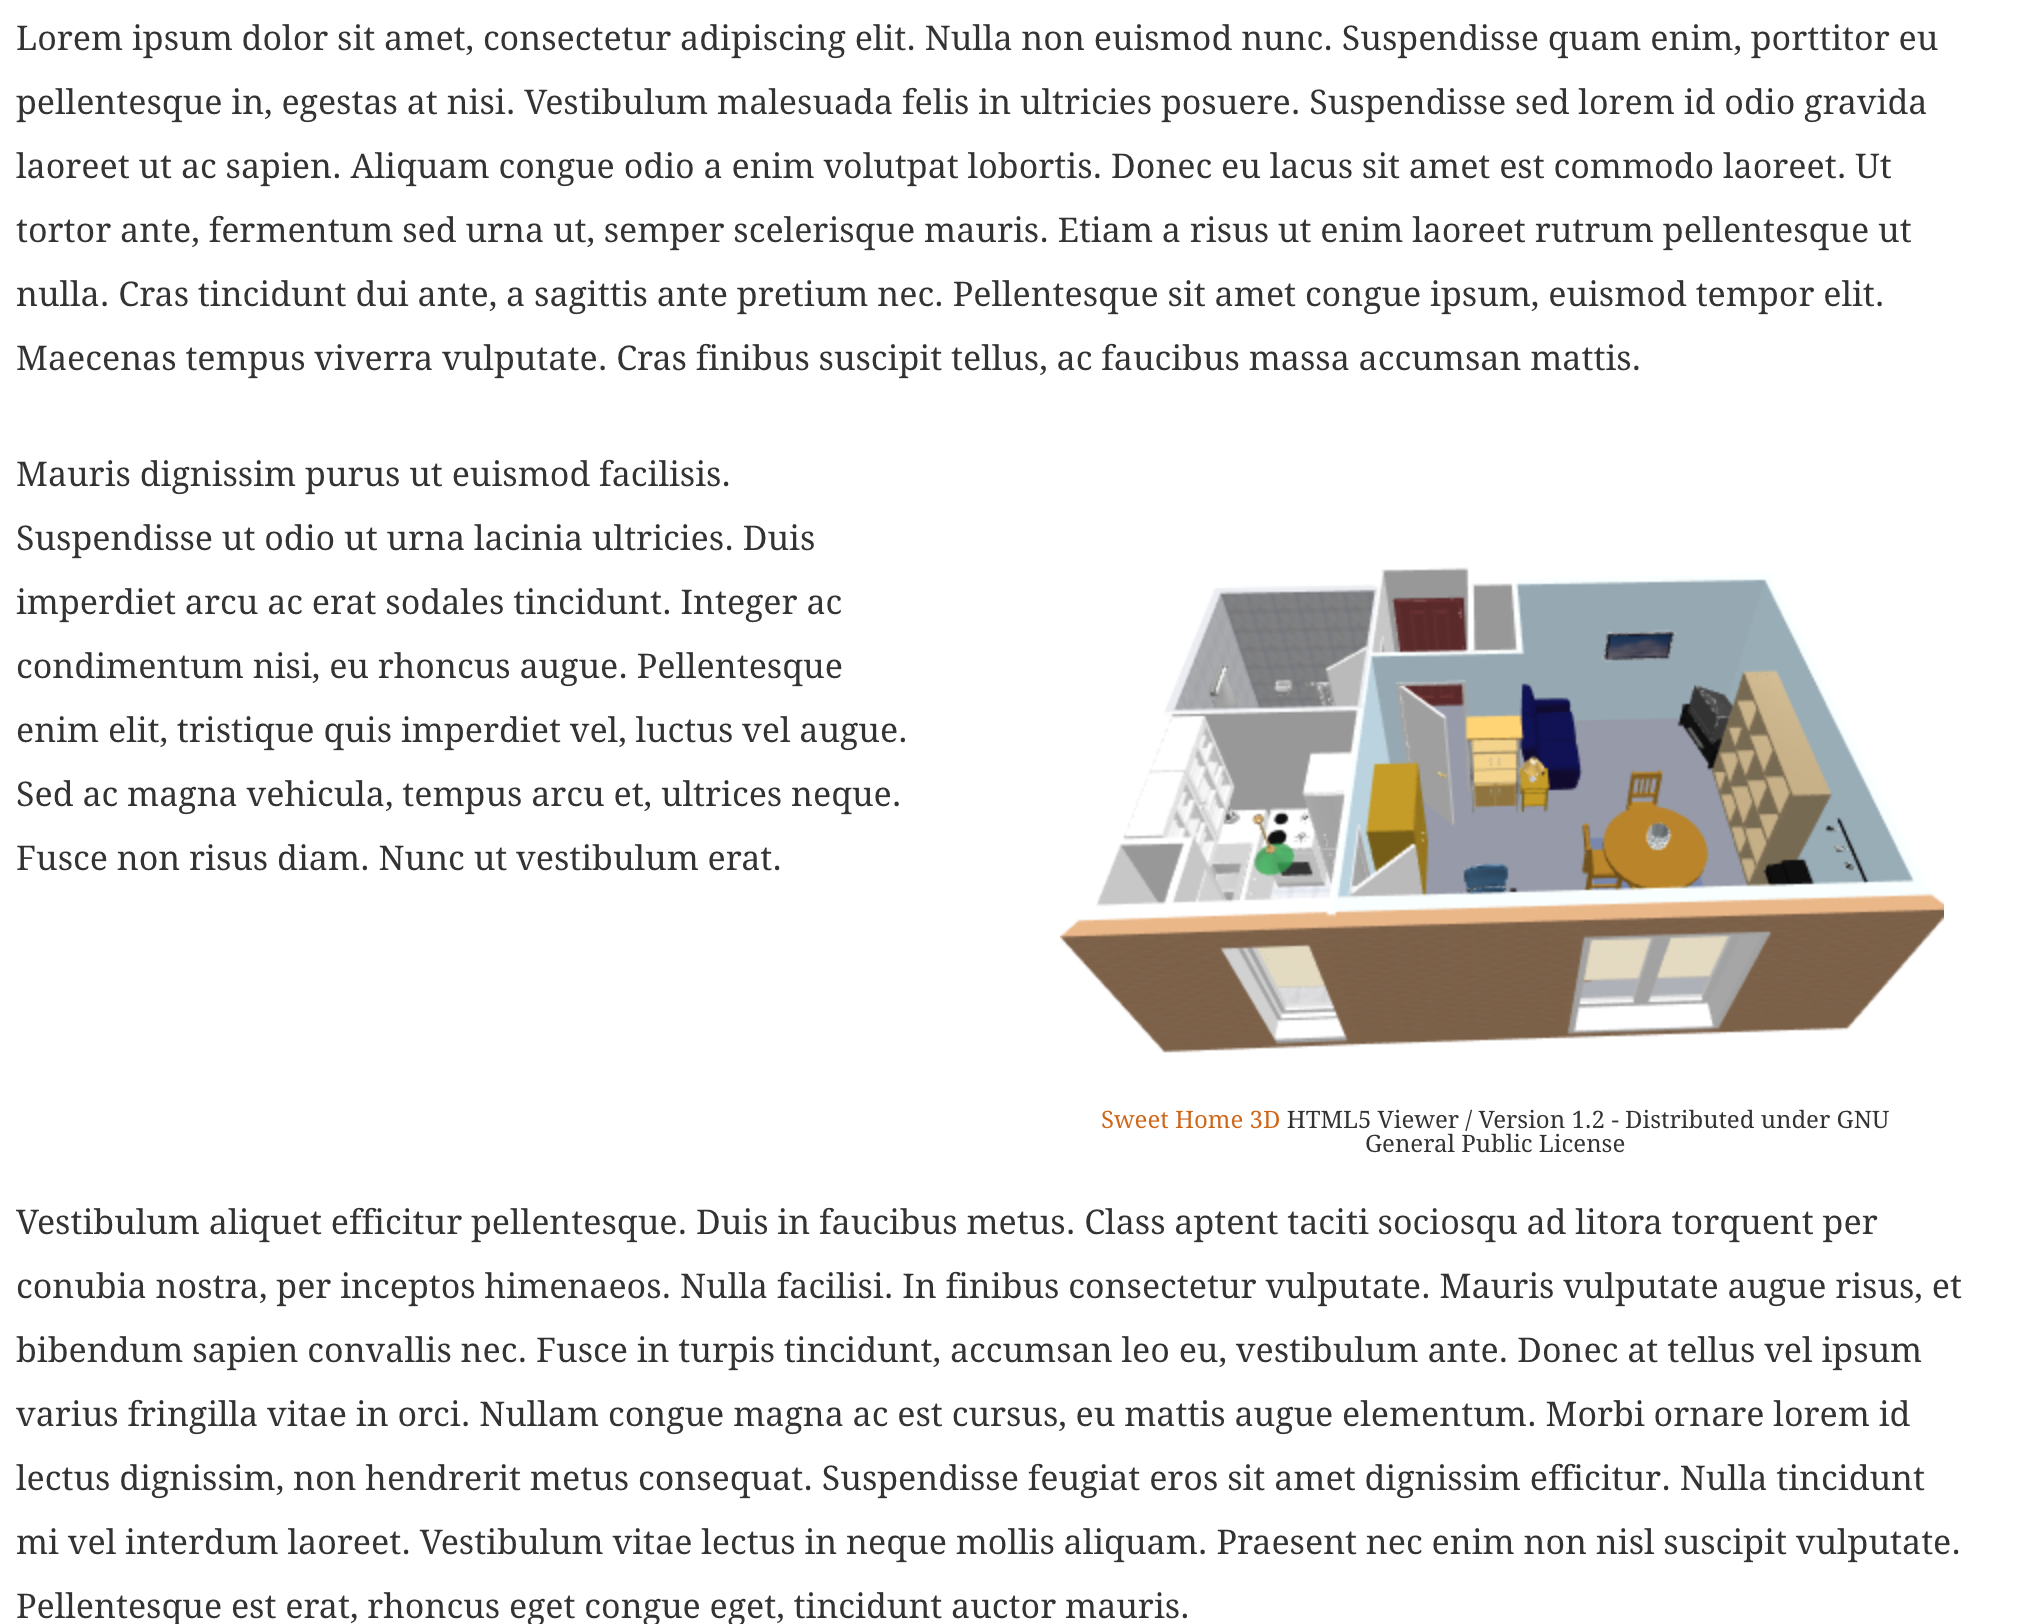 Lorem ipsum dolor sit amet, consectetur adipiscing elit. Nulla non euismod nunc. Suspendisse quam enim, porttitor eu
pellentesque in, egestas at nisi. Vestibulum malesuada felis in ultricies posuere. Suspendisse sed lorem id odio gravida
laoreet ut ac sapien. Aliquam congue odio a enim volutpat lobortis. Donec eu lacus sit amet est commodo laoreet. Ut
tortor ante, fermentum sed urna ut, semper scelerisque mauris. Etiam a risus ut enim laoreet rutrum pellentesque ut
nulla. Cras tincidunt dui ante, a sagittis ante pretium nec. Pellentesque sit amet congue ipsum, euismod tempor elit.
Maecenas tempus viverra vulputate. Cras finibus suscipit tellus, ac faucibus massa accumsan mattis.
Mauris dignissim purus ut euismod facilisis.
Suspendisse ut odio ut urna lacinia ultricies. Duis
imperdiet arcu ac erat sodales tincidunt. Integer ac
condimentum nisi, eu rhoncus augue. Pellentesque
enim elit, tristique quis imperdiet vel, luctus vel augue.
Sed ac magna vehicula, tempus arcu et, ultrices neque.
Fusce non risus diam. Nunc ut vestibulum erat.
Sweet Home 3D HTML5 Viewer / Version 1.2 - Distributed under GNU
General Public License
Vestibulum aliquet efficitur pellentesque. Duis in faucibus metus. Class aptent taciti sociosqu ad litora torquent per
conubia nostra, per inceptos himenaeos. Nulla facilisi. In finibus consectetur vulputate. Mauris vulputate augue risus, et
bibendum sapien convallis nec. Fusce in turpis tincidunt, accumsan leo eu, vestibulum ante. Donec at tellus vel ipsum
varius fringilla vitae in orci. Nullam congue magna ac est cursus, eu mattis augue elementum. Morbi ornare lorem id
lectus dignissim, non hendrerit metus consequat. Suspendisse feugiat eros sit amet dignissim efficitur. Nulla tincidunt
mi vel interdum laoreet. Vestibulum vitae lectus in neque mollis aliquam. Praesent nec enim non nisl suscipit vulputate.
Pellentesque est erat, rhoncus eget congue eget, tincidunt auctor mauris.